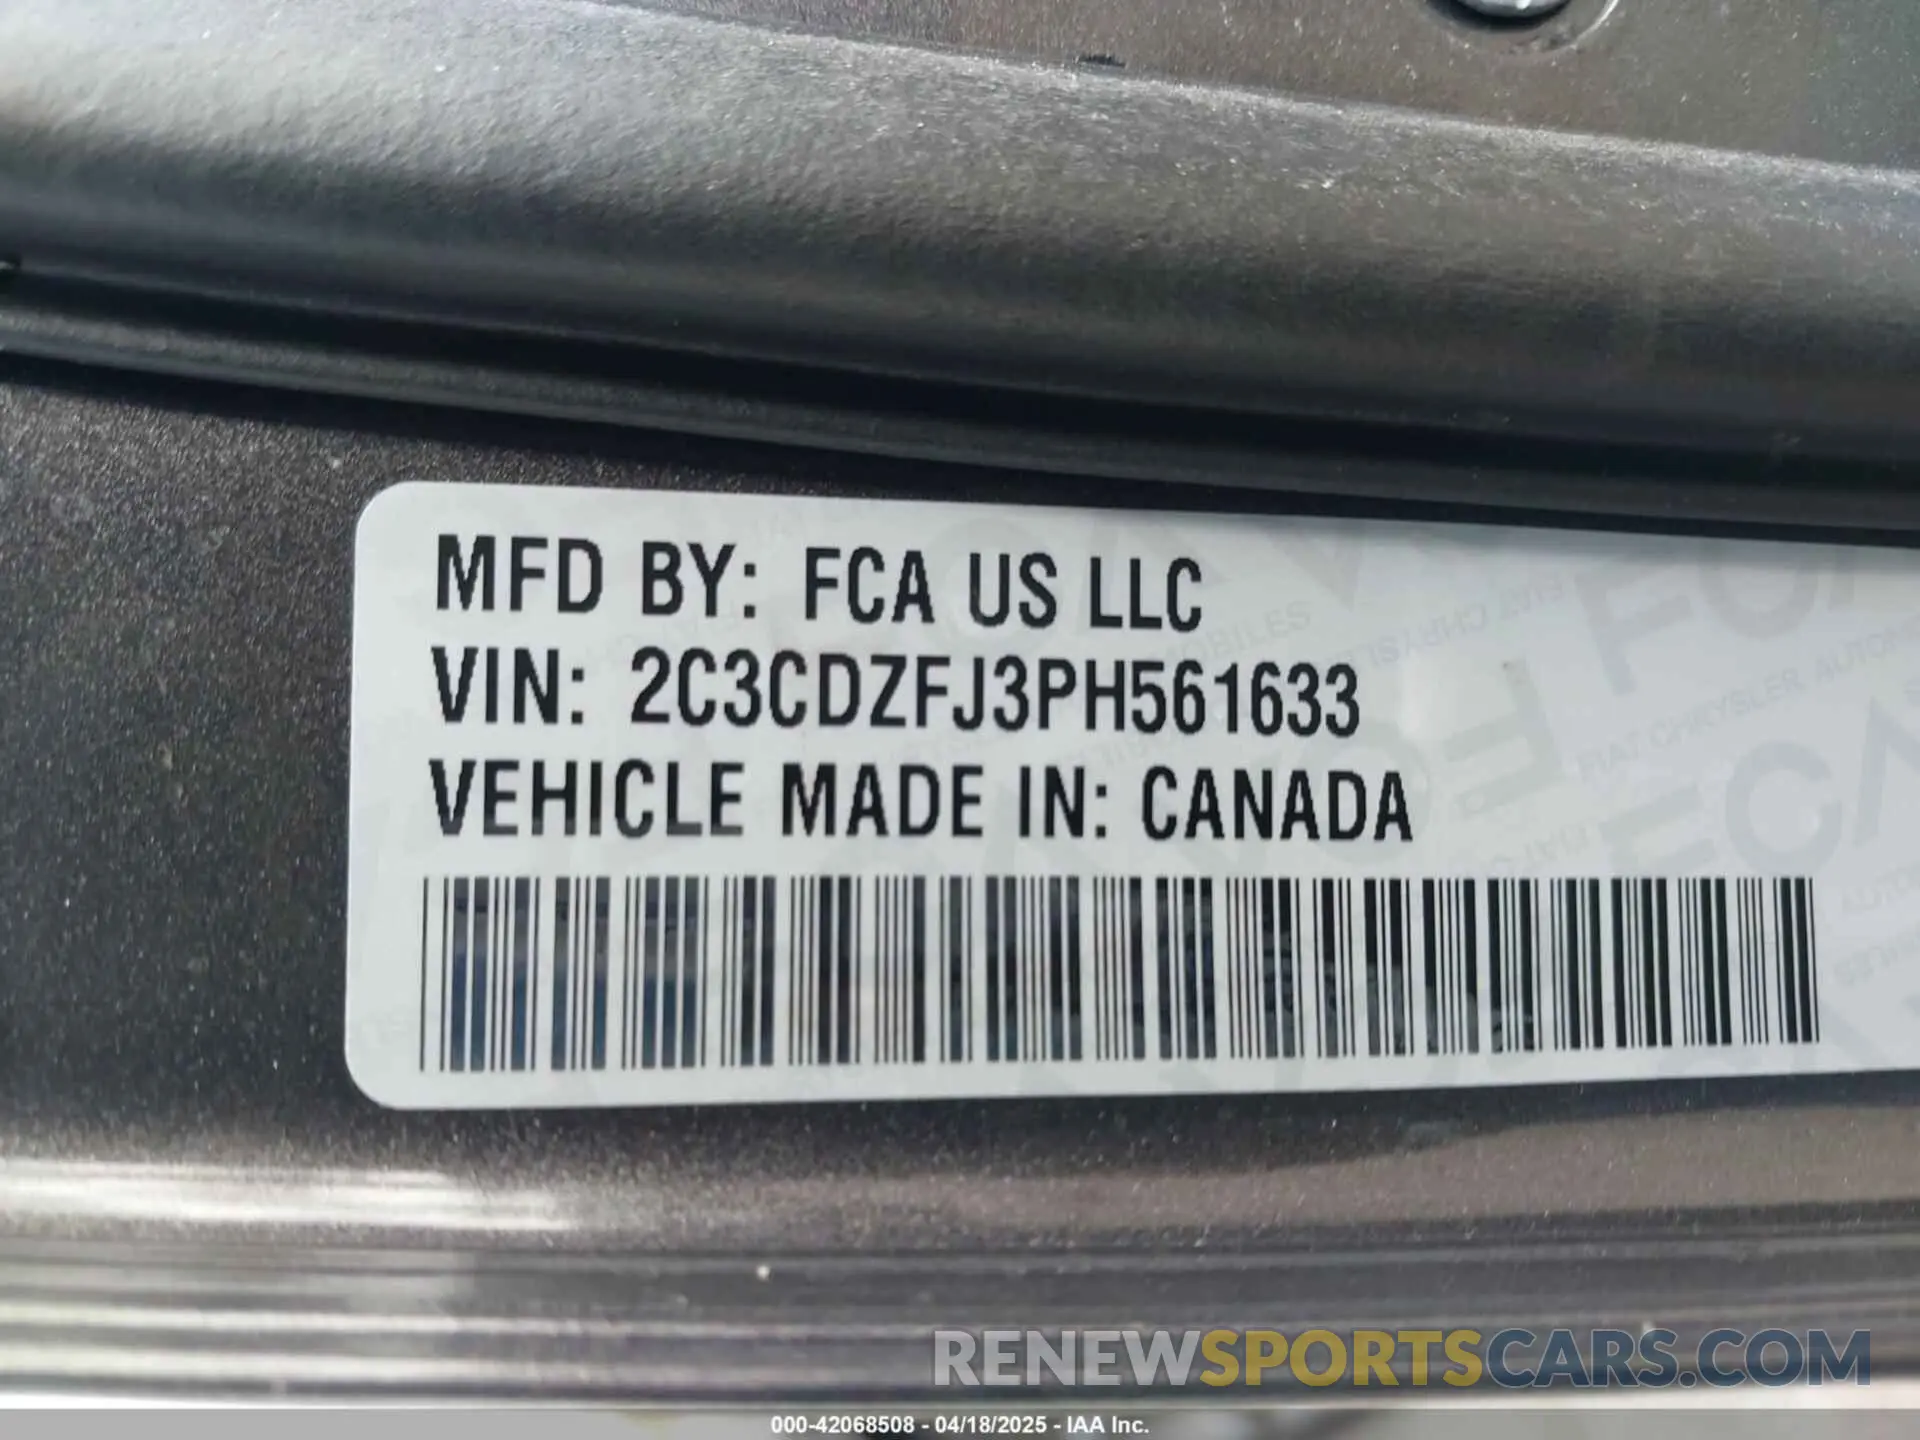 MFD BY: FCA US LLC
VIN: 2C3CDZFJ3PH561633
VEHICLE MADE IN: CANADA
RENEWSPORTSCARS.COM
000-42068508 - 04/18/2025 - IAA Inc.